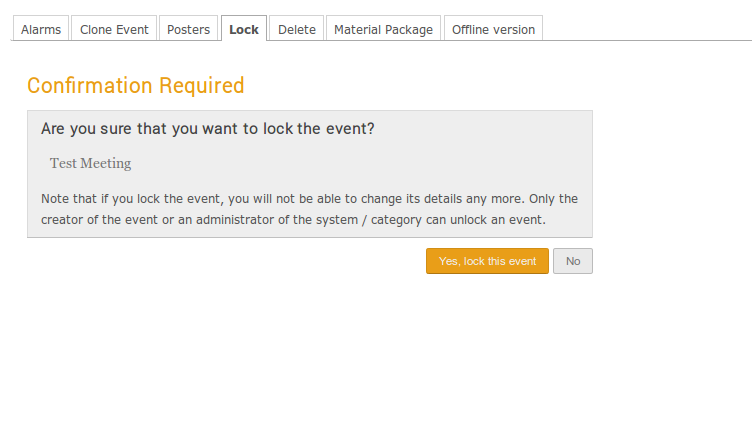 Alarms Clone Event Posters Lock Delete Material Package Offline version
Confirmation Required
Are you sure that you want to lock the event?
Test Meeting
Note that if you lock the event, you will not be able to change its details any more. Only the
creator of the event or an administrator of the system / category can unlock an event.
Yes, lock this event No